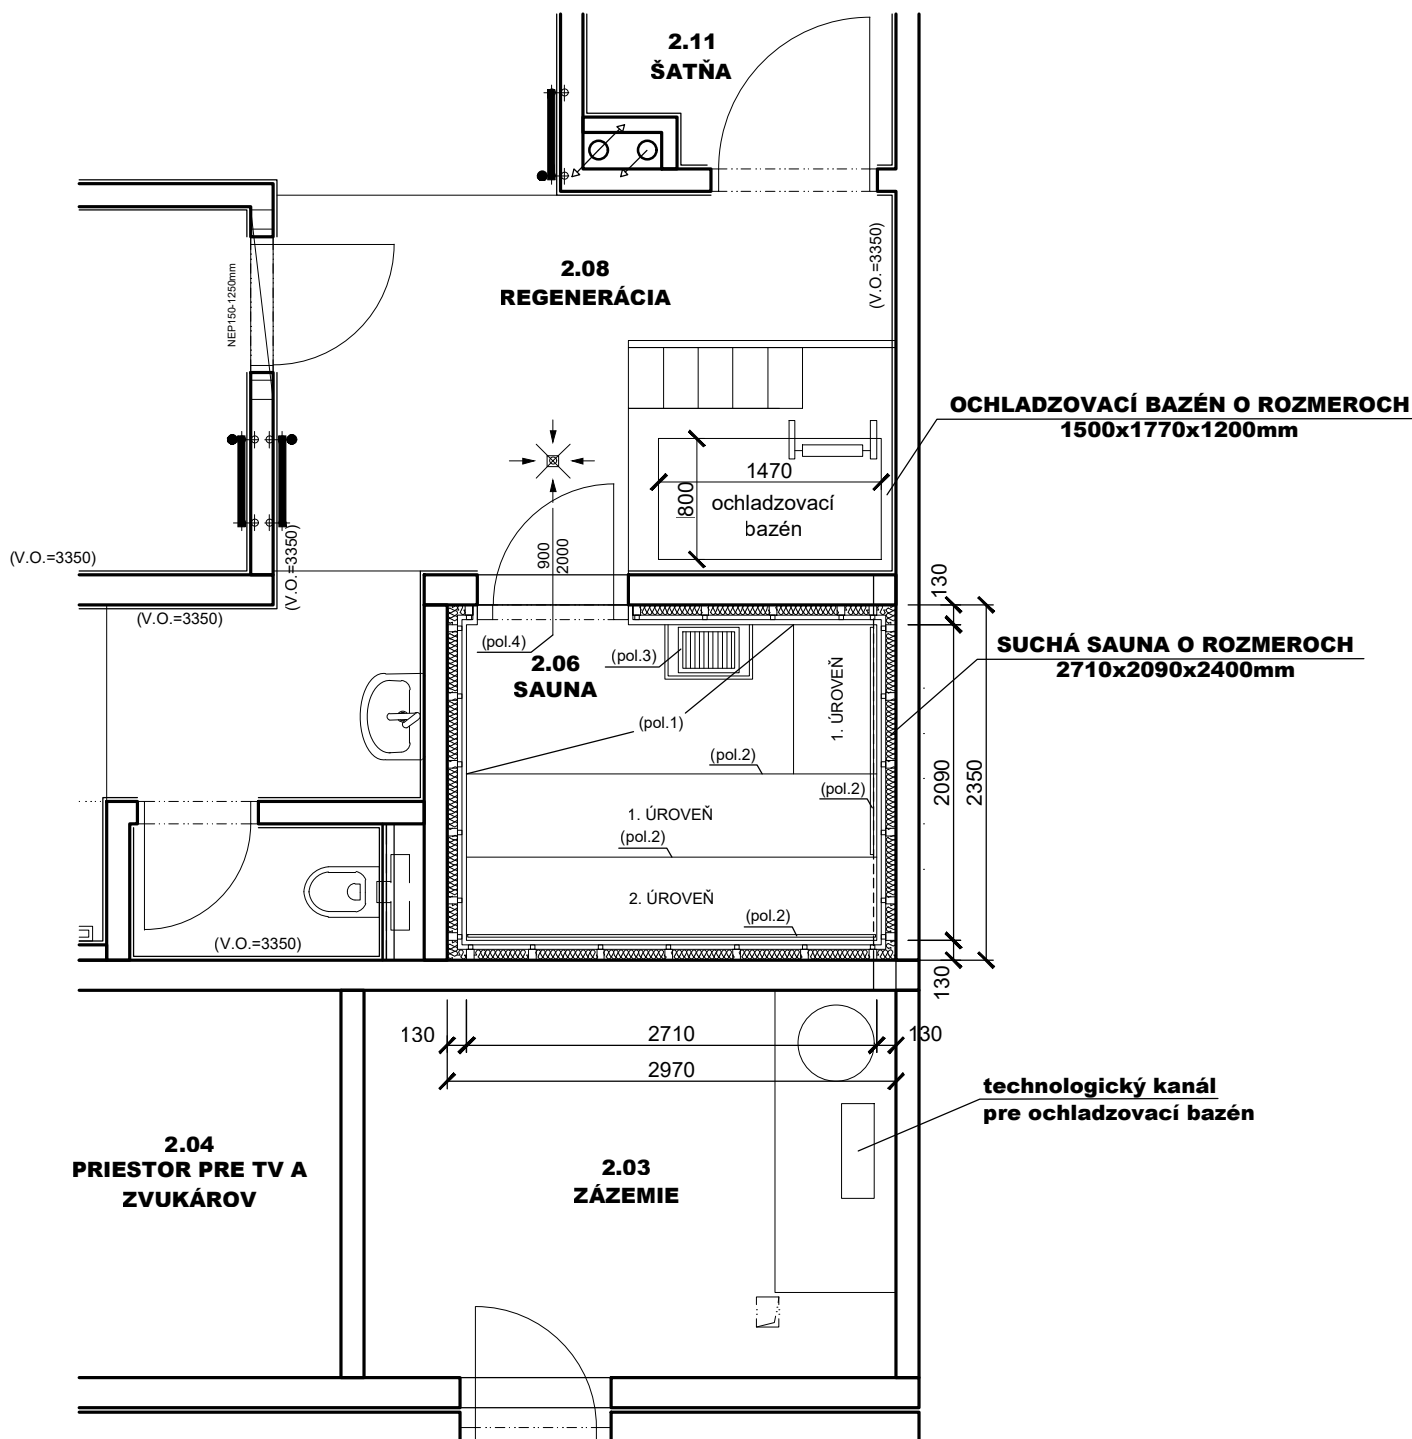 2.11
ŠATŇA
2.08
REGENERÁCIA
(V.O.=3350)
NEP150-1250mm
OCHLADZOVACÍ BAZÉN O ROZMEROCH
1500x1770x1200mm
1470
800
ochladzovací
bazén
900
2000
(V.O.=3350)
(V.O.=3350)
(V.O.=3350)
130
(pol.4)
2.06
SAUNA
(pol.3)
1. ÚROVEŇ
SUCHÁ SAUNA O ROZMEROCH
2710x2090x2400mm
(pol.1)
(pol.2)
(pol.2)
2090
2350
1. ÚROVEŇ
(pol.2)
2. ÚROVEŇ
(pol.2)
(V.O.=3350)
130
130
2710
130
2970
technologický kanál
pre ochladzovací bazén
2.04
PRIESTOR PRE TV A
ZVUKÁROV
2.03
ZÁZEMIE